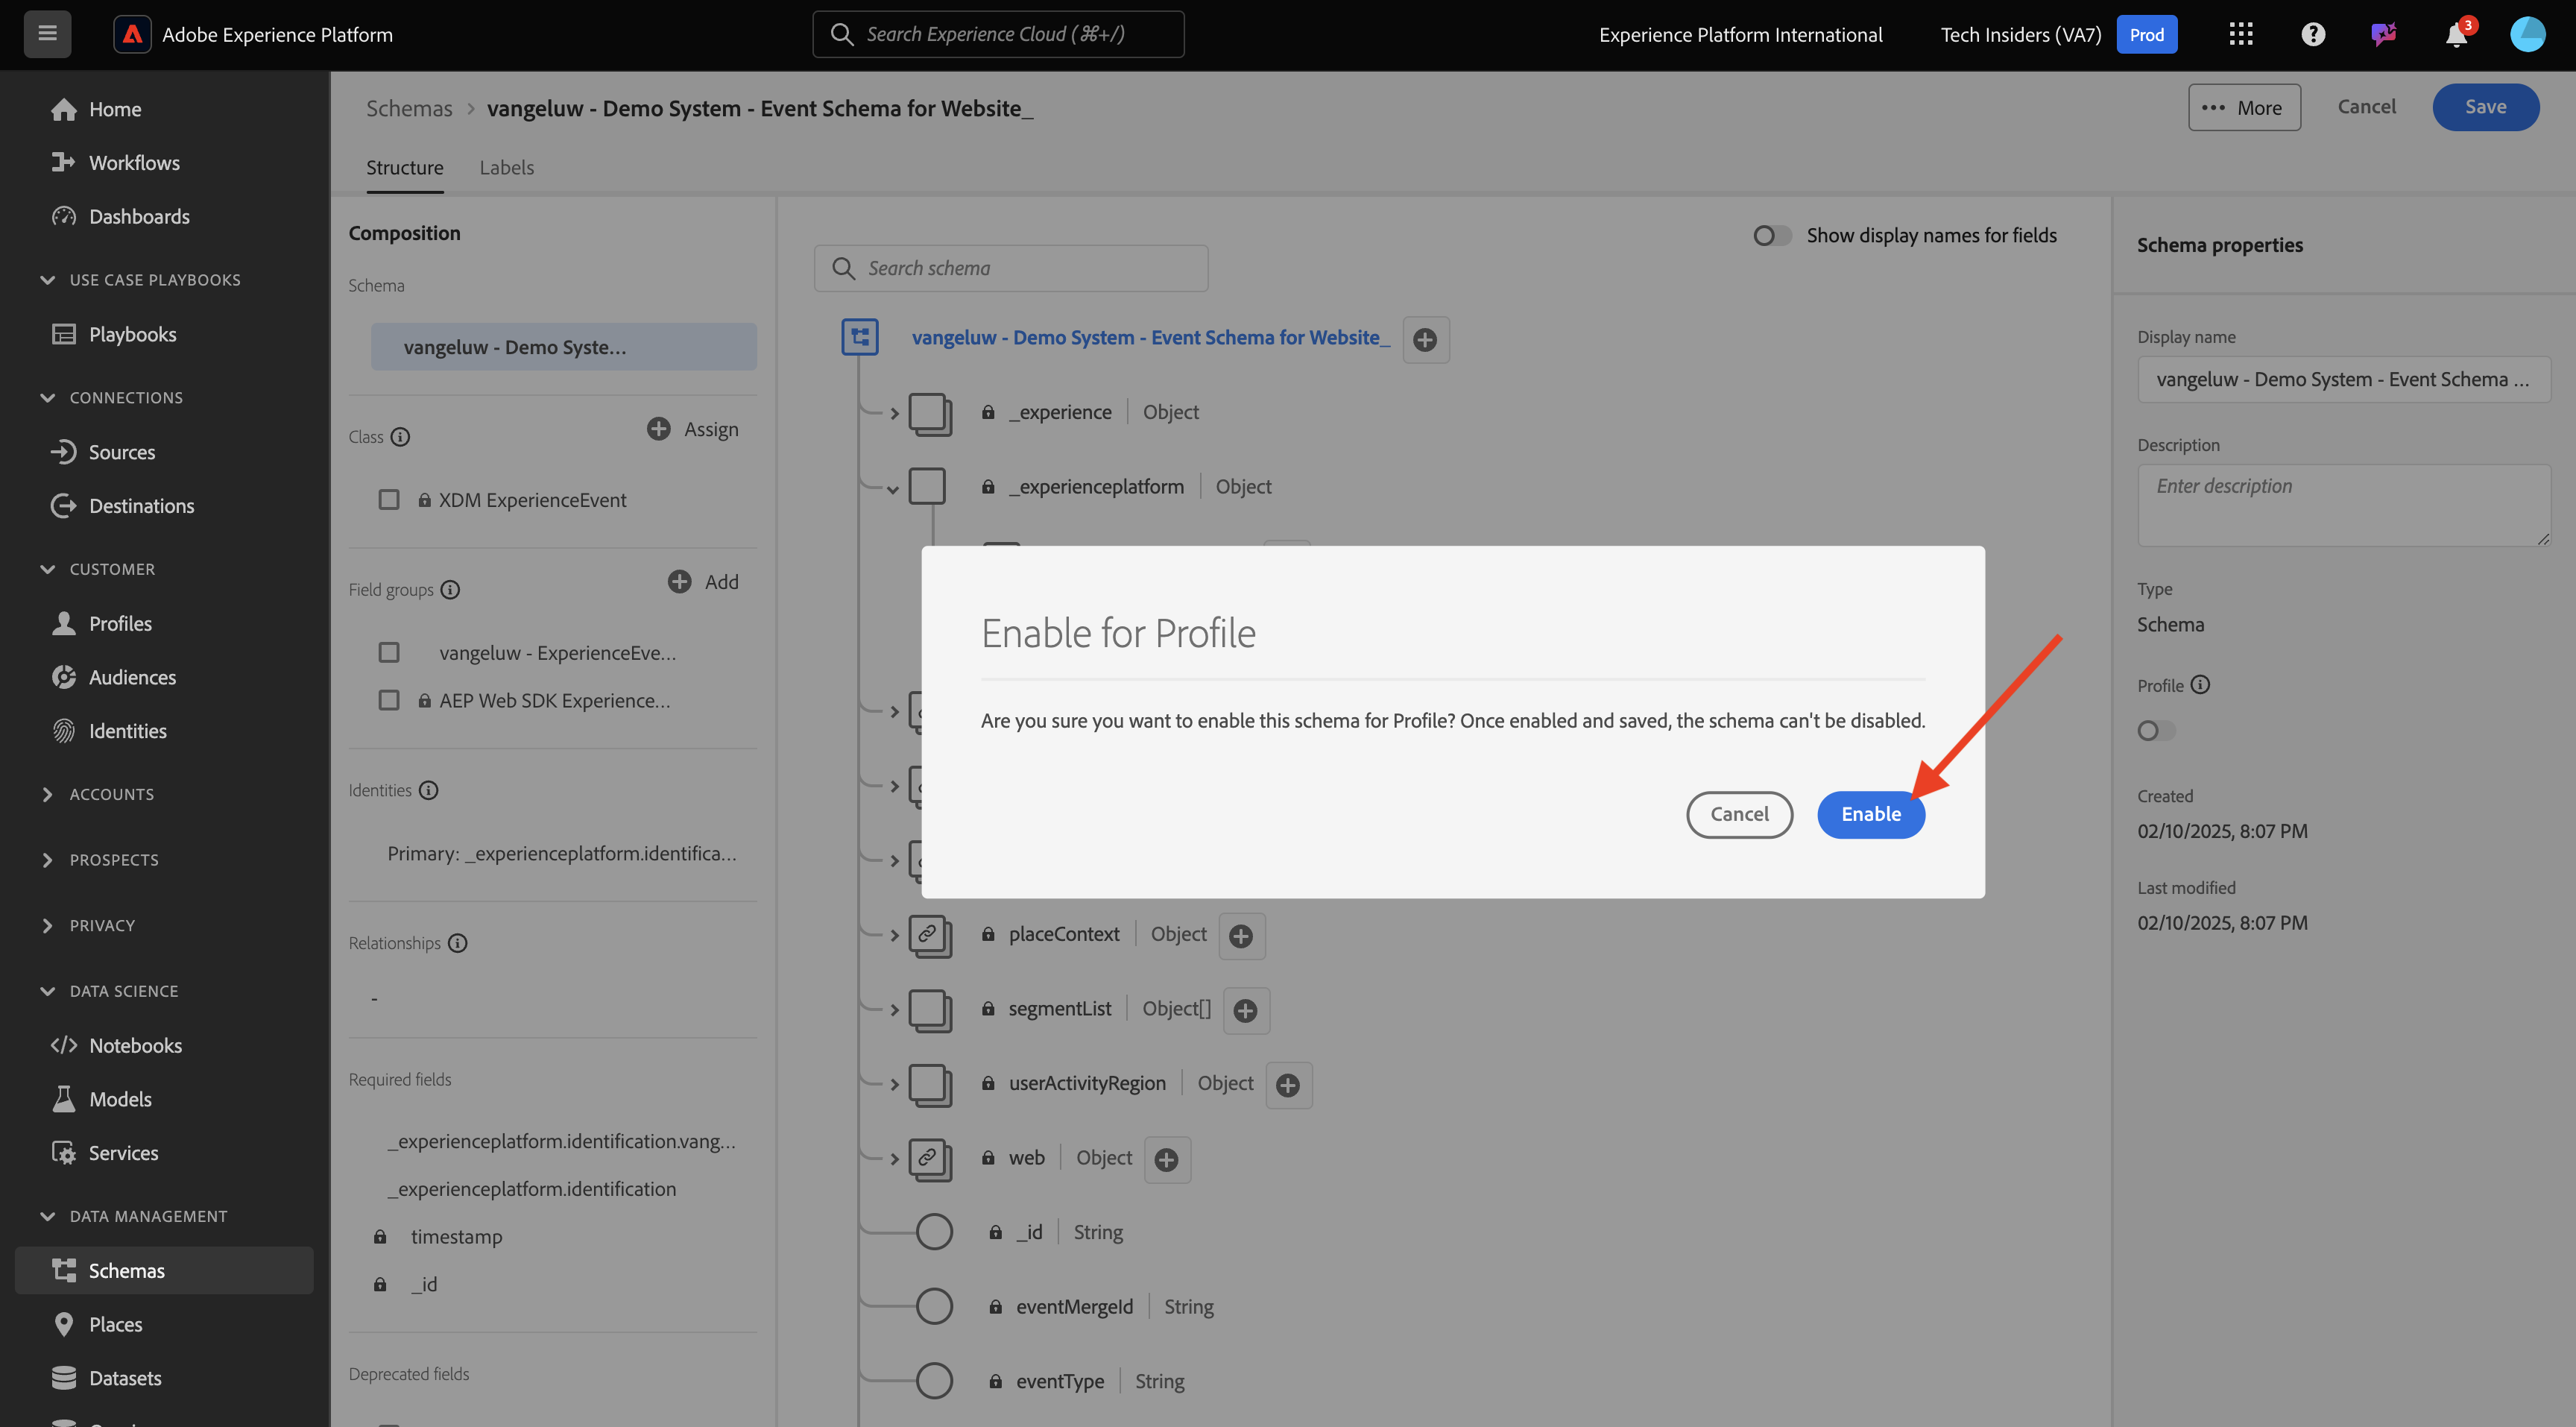 Adobe Experience Platform
Search Experience Cloud (⌘+/)
Experience Platform International
Tech Insiders (VA7)
Prod
3
Home
Workflows
Dashboards
USE CASE PLAYBOOKS
Playbooks
CONNECTIONS
Sources
Destinations
CUSTOMER
Profiles
Audiences
Identities
ACCOUNTS
PROSPECTS
PRIVACY
DATA SCIENCE
Notebooks
Models
Services
DATA MANAGEMENT
Schemas
Places
Datasets
Schemas > vangeluw - Demo System - Event Schema for Website_
More
Cancel
Save
Structure
Labels
Composition
Schema
vangeluw - Demo Syste...
Class
Assign
XDM ExperienceEvent
Field groups
Add
vangeluw - ExperienceEve...
AEP Web SDK Experience...
Identities
Primary: _experienceplatform.identifica...
Relationships
-
Required fields
_experienceplatform.identification.vang...
_experienceplatform.identification
timestamp
_id
Deprecated fields
Search schema
Show display names for fields
vangeluw - Demo System - Event Schema for Website_
_experience | Object
_experienceplatform | Object
Enable for Profile
Are you sure you want to enable this schema for Profile? Once enabled and saved, the schema can't be disabled.
Cancel
Enable
placeContext | Object
segmentList | Object[]
userActivityRegion | Object
web | Object
_id | String
eventMergeId | String
eventType | String
Schema properties
Display name
vangeluw - Demo System - Event Schema ...
Description
Enter description
Type
Schema
Profile
Created
02/10/2025, 8:07 PM
Last modified
02/10/2025, 8:07 PM